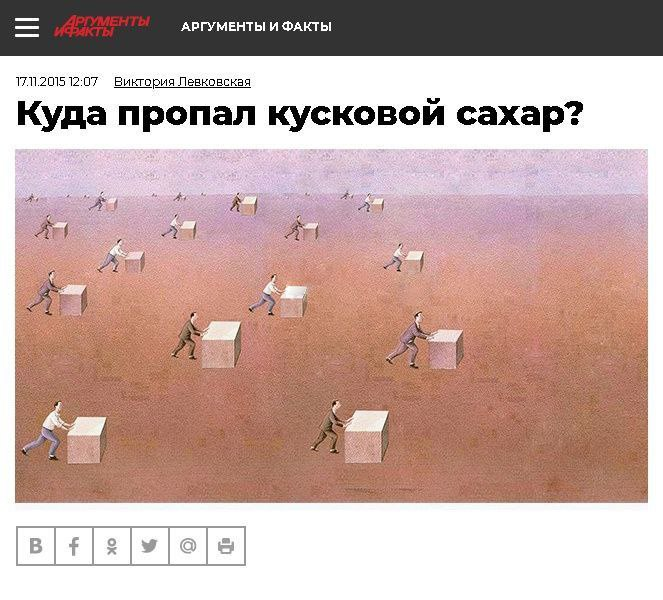 АРГУМЕНТЫ
И ФАКТЫ
АРГУМЕНТЫ И ФАКТЫ
17.11.2015 12:07 Виктория Левковская
Куда пропал кусковой сахар?